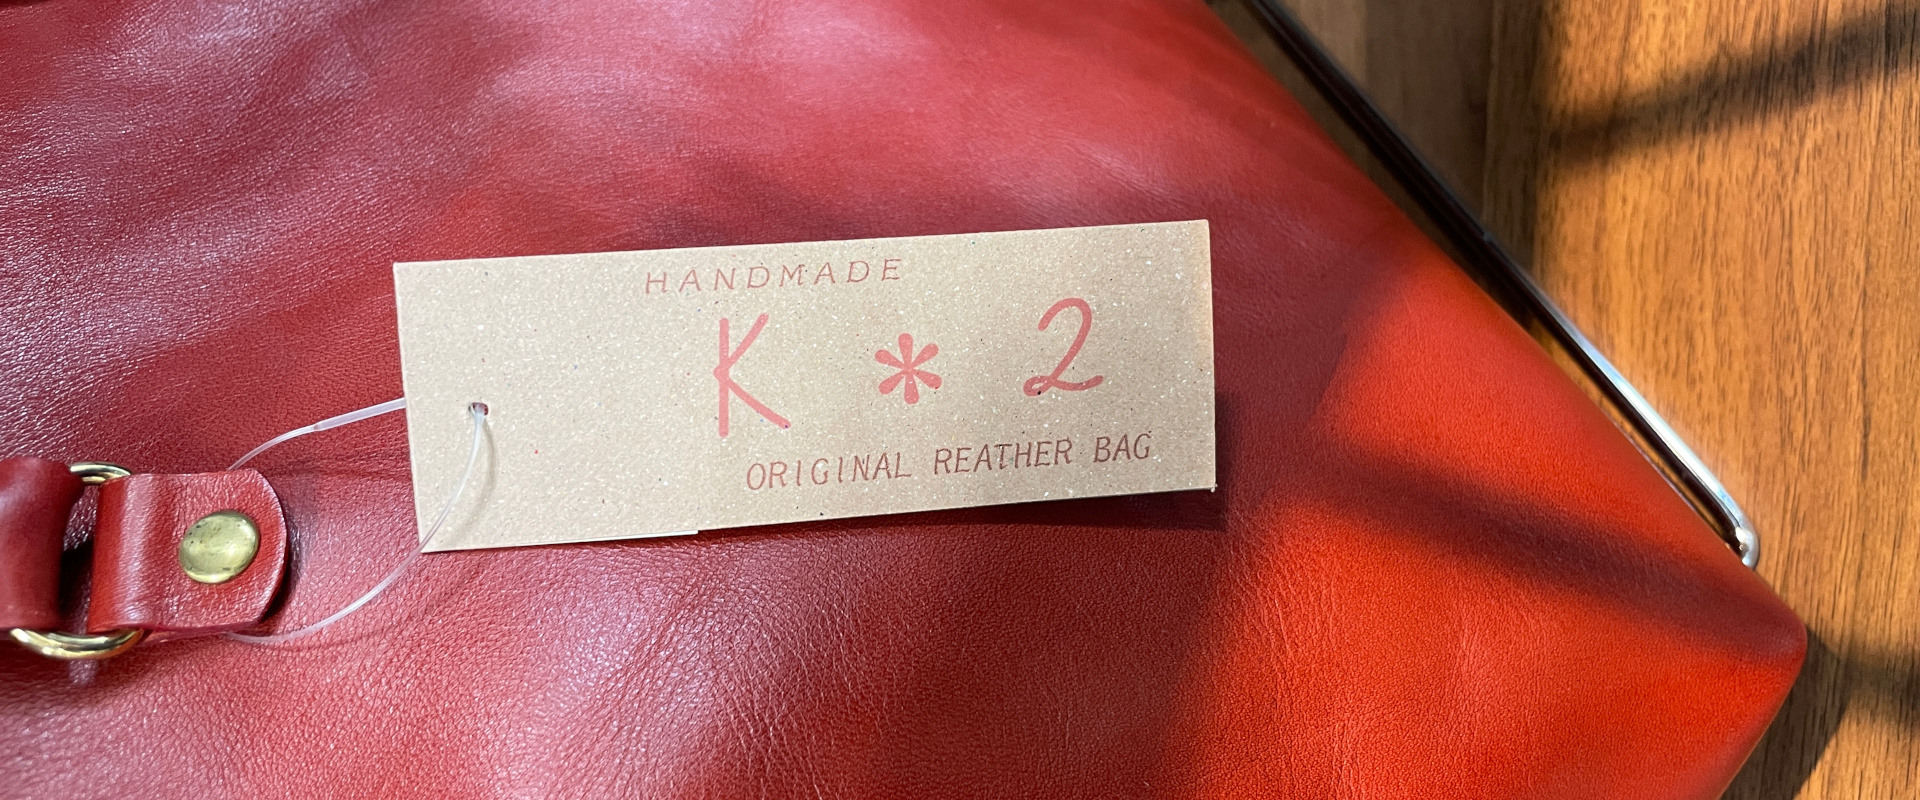 HANDMADE
K * 2
ORIGINAL REATHER BAG